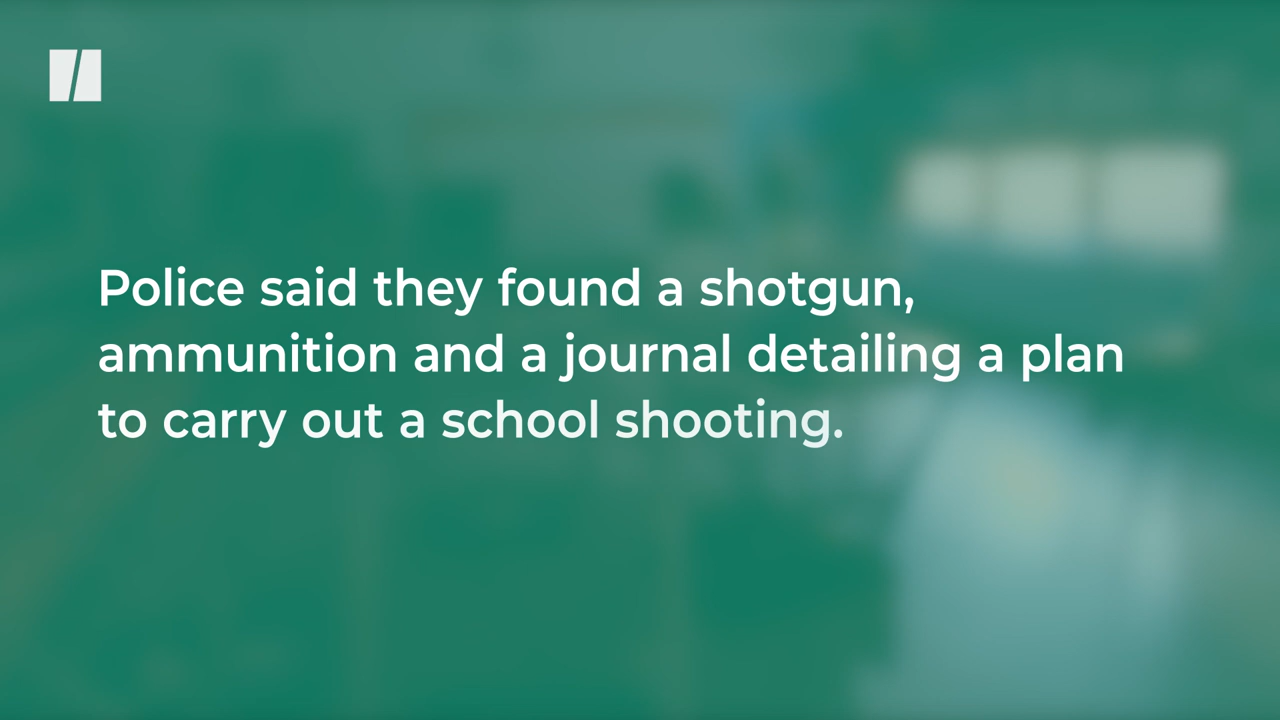 Police said they found a shotgun,
ammunition and a journal detailing a plan
to carry out a school shooting.